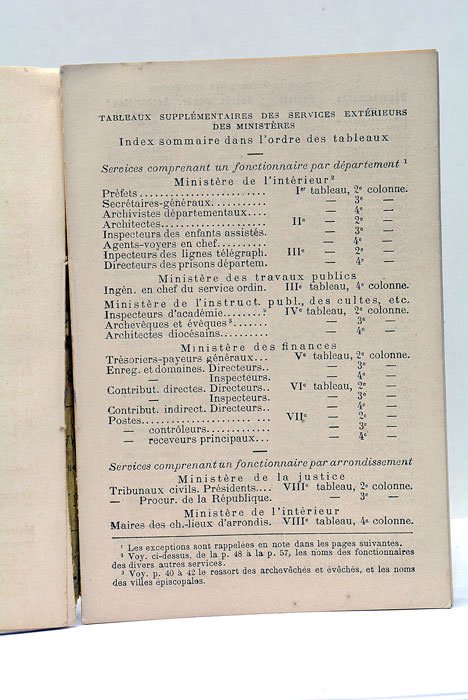 TABLEAUX SUPPLÉMENTAIRES DES SERVICES EXTÉRIEURS
DES MINISTÈRES
Index sommaire dans l'ordre des tableaux
—
Services comprenant un fonctionnaire par département ¹
Ministère de l'intérieur ²
Préfets........................ Iᵉʳ tableau, 2ᵉ colonne.
Secrétaires-généraux.......... — 3ᵉ —
Archivistes départementaux.... — 4ᵉ —
Architectes.................... IIᵉ — 2ᵉ —
Inspecteurs des enfants assistés. — 3ᵉ —
Agents-voyers en chef.......... — 4ᵉ —
Inpecteurs des lignes télégraph. IIIᵉ — 2ᵉ —
Directeurs des prisons départem. — 4ᵉ —
Ministère des travaux publics
Ingén. en chef du service ordin. IIIᵉ tableau, 4ᵉ colonne.
Ministère de l'instruct. publ., des cultes, etc.
Inspecteurs d'académie........ IVᵉ tableau, 2ᵉ colonne.
Archevêques et évêques ³....... — 3ᵉ —
Architectes diocésains.......... — 4ᵉ —
Ministère des finances
Trésoriers-payeurs généraux... Vᵉ tableau, 2ᵉ colonne.
Enreg. et domaines. Directeurs.. — 3ᵉ —
— Inspecteurs. — 4ᵉ —
Contribut. directes. Directeurs.. VIᵉ tableau, 2ᵉ —
Inspecteurs. — 3ᵉ —
Contribut. indirect. Directeurs.. — 4ᵉ —
Postes...................... ... VIIᵉ — 2ᵉ —
— contrôleurs............. — 3ᵉ —
— receveurs principaux... — 4ᵉ —
—
Services comprenant un fonctionnaire par arrondissement
Ministère de la justice
Tribunaux civils. Présidents.... VIIIᵉ tableau, 2ᵉ colonne.
— Procur. de la République. 3ᵉ —
Ministère de l'intérieur
Maires des ch.-lieux d'arrondis. VIIIᵉ tableau, 4ᵉ colonne.
¹ Les exceptions sont rappelées en note dans les pages suivantes.
² Voy. ci-dessus, de la p. 48 à la p. 57, les noms des fonctionnaires
des divers autres services.
³ Voy. p. 40 à 42 le ressort des archevêchés et évêchés, et les noms
des villes épiscopales.